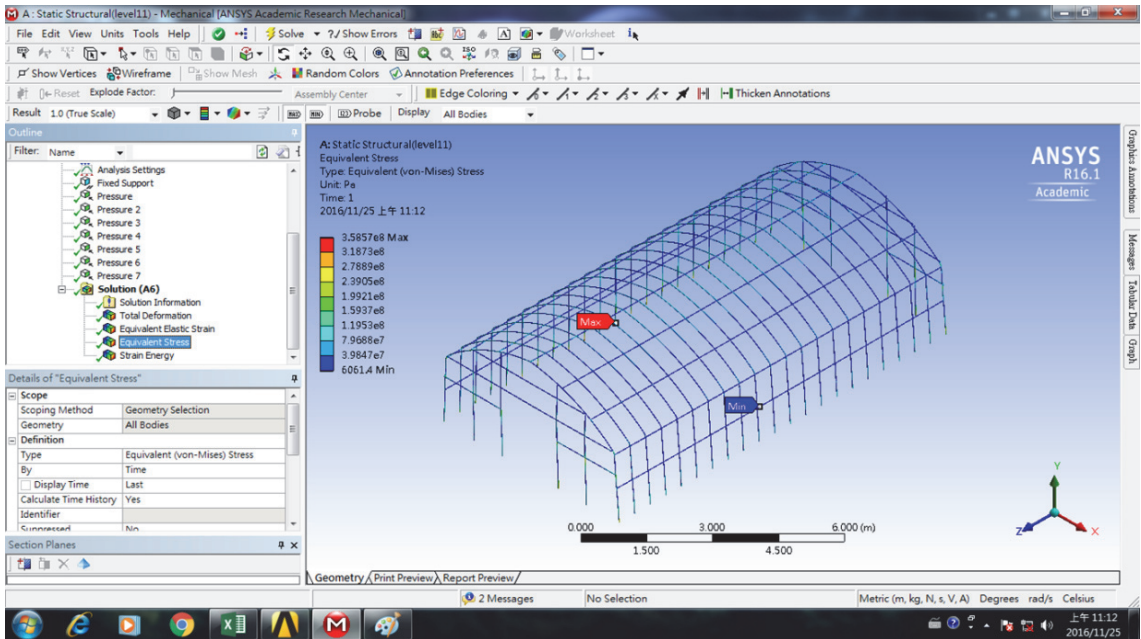 A : Static Structural(level11) - Mechanical [ANSYS Academic Research Mechanical]
File Edit View Units Tools Help Solve ?/ Show Errors Worksheet
Show Vertices Wireframe Show Mesh Random Colors Annotation Preferences
Reset Explode Factor: Assembly Center Edge Coloring Thicken Annotations
Result 1.0 (True Scale) Probe Display All Bodies
Outline
Filter: Name
Analysis Settings
Fixed Support
Pressure
Pressure 2
Pressure 3
Pressure 4
Pressure 5
Pressure 6
Pressure 7
Solution (A6)
Solution Information
Total Deformation
Equivalent Elastic Strain
Equivalent Stress
Strain Energy
Details of "Equivalent Stress"
Scope
Scoping Method Geometry Selection
Geometry All Bodies
Definition
Type Equivalent (von-Mises) Stress
By Time
Display Time Last
Calculate Time History Yes
Identifier
Suppressed No
Section Planes
A: Static Structural(level11)
Equivalent Stress
Type: Equivalent (von-Mises) Stress
Unit: Pa
Time: 1
2016/11/25 上午 11:12
3.5857e8 Max
3.1873e8
2.7889e8
2.3905e8
1.9921e8
1.5937e8
1.1953e8
7.9688e7
3.9847e7
6061.4 Min
Max
Min
ANSYS
R16.1
Academic
0.000 3.000 6.000 (m)
1.500 4.500
Y
Z X
Geometry Print Preview Report Preview
Graphics Annotations
Messages
Tabular Data
Graph
2 Messages No Selection Metric (m, kg, N, s, V, A) Degrees rad/s Celsius
上午 11:12
2016/11/25